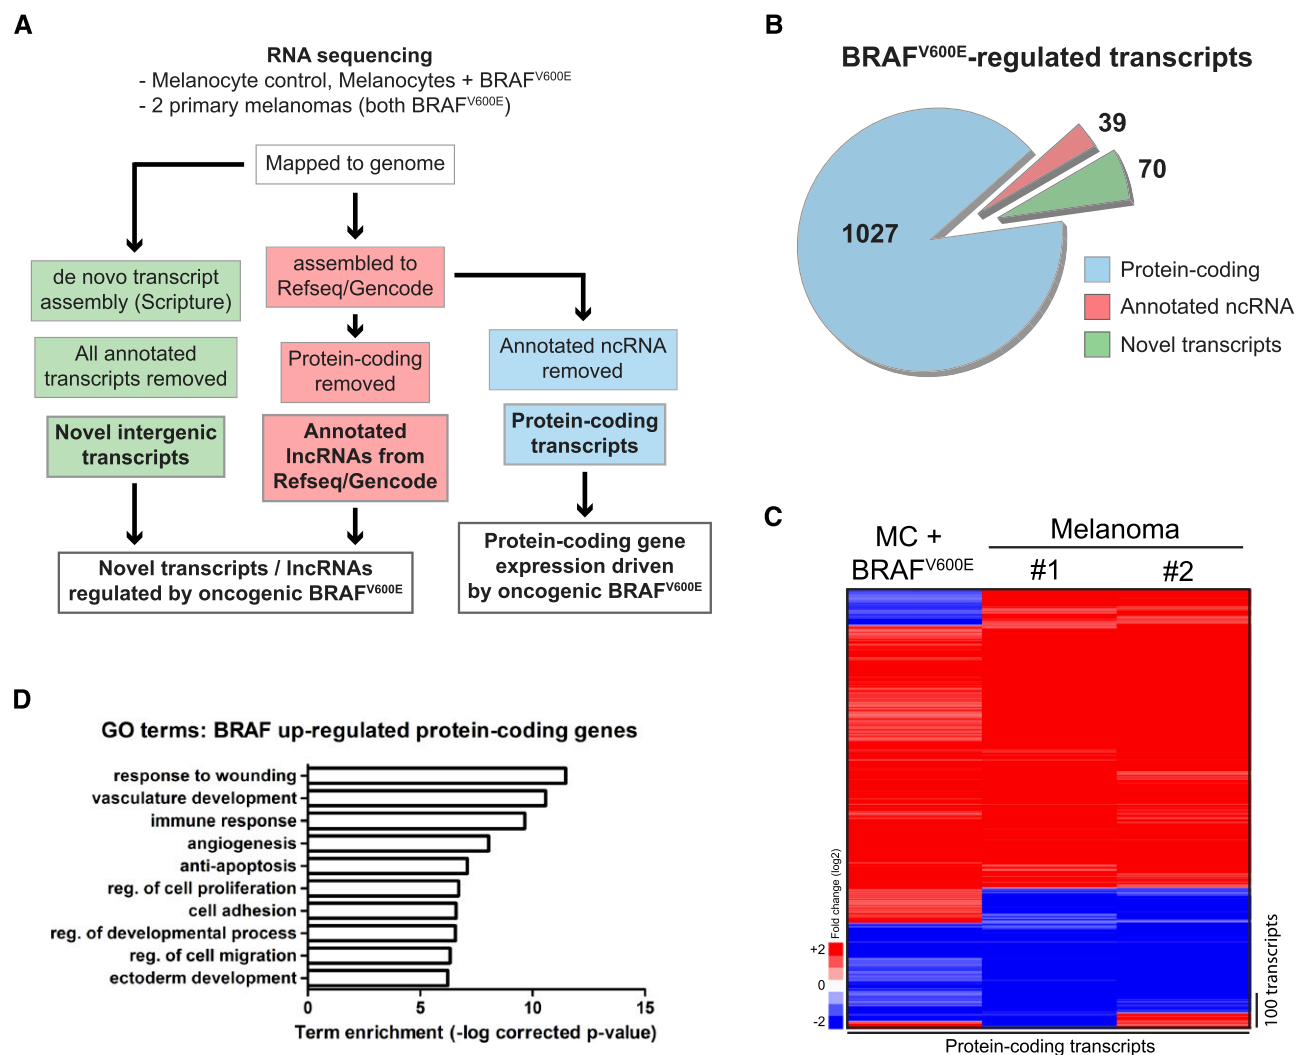 A
RNA sequencing
- Melanocyte control, Melanocytes + BRAFV600E
- 2 primary melanomas (both BRAFV600E)
Mapped to genome
de novo transcript
assembly (Scripture)
All annotated
transcripts removed
Novel intergenic
transcripts
assembled to
Refseq/Gencode
Protein-coding
removed
Annotated
lncRNAs from
Refseq/Gencode
Annotated ncRNA
removed
Protein-coding
transcripts
Novel transcripts / lncRNAs
regulated by oncogenic BRAFV600E
Protein-coding gene
expression driven
by oncogenic BRAFV600E
B
BRAFV600E-regulated transcripts
39
70
1027
Protein-coding
Annotated ncRNA
Novel transcripts
C
MC +
BRAFV600E
Melanoma
#1
#2
Fold change (log2)
+2
0
-2
100 transcripts
Protein-coding transcripts
D
GO terms: BRAF up-regulated protein-coding genes
response to wounding
vasculature development
immune response
angiogenesis
anti-apoptosis
reg. of cell proliferation
cell adhesion
reg. of developmental process
reg. of cell migration
ectoderm development
0
5
10
15
Term enrichment (-log corrected p-value)